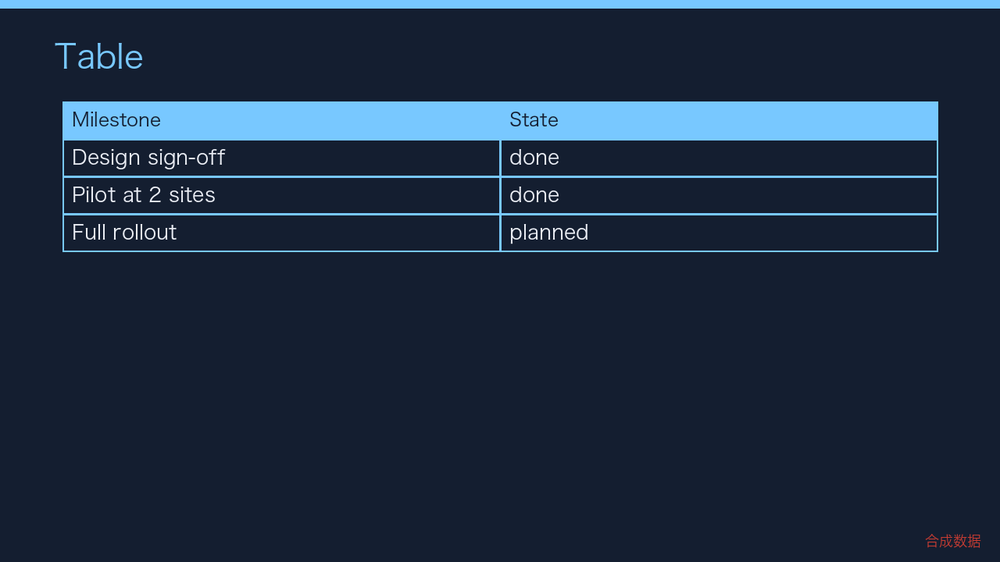 Table
Milestone State
Design sign-off done
Pilot at 2 sites done
Full rollout planned
合成数据